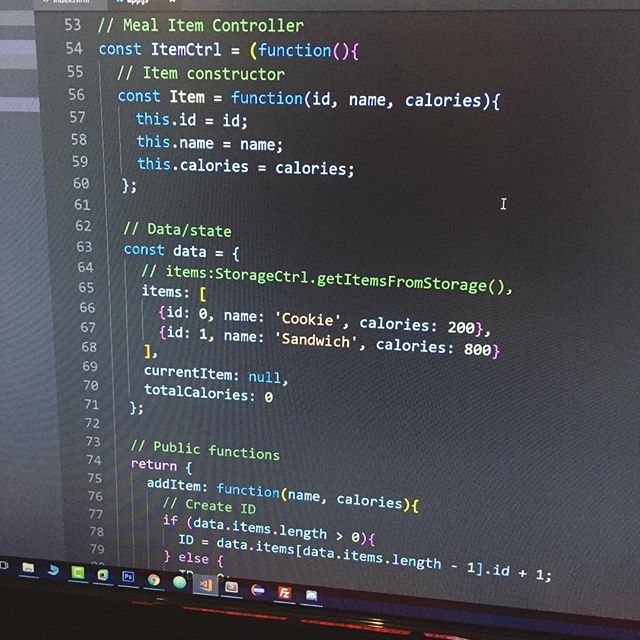 53 // Meal Item Controller
54 const ItemCtrl = (function(){
55 // Item constructor
56 const Item = function(id, name, calories){
57 this.id = id;
58 this.name = name;
59 this.calories = calories;
60 };
61
62 // Data/state
63 const data = {
64 // items:StorageCtrl.getItemsFromStorage(),
65 items: [
66 {id: 0, name: 'Cookie', calories: 200},
67 {id: 1, name: 'Sandwich', calories: 800}
68 ],
69 currentItem: null,
70 totalCalories: 0
71 };
72
73 // Public functions
74 return {
75 addItem: function(name, calories){
76 // Create ID
77 if (data.items.length > 0){
78 ID = data.items[data.items.length - 1].id + 1;
79 } else {